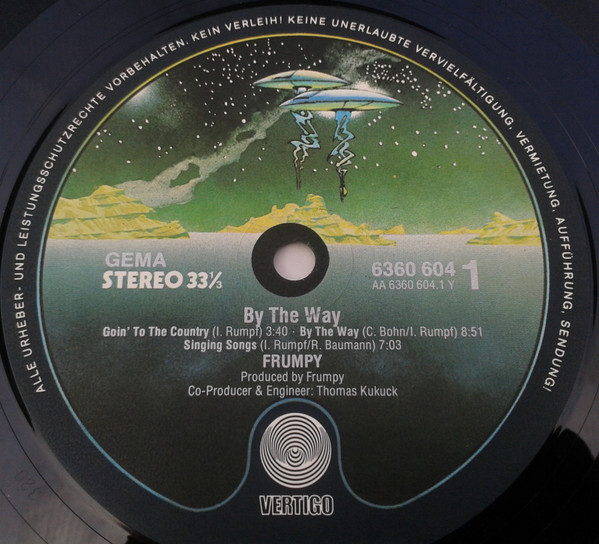 ALLE URHEBER- UND LEISTUNGSSCHUTZRECHTE VORBEHALTEN. KEIN VERLEIH! KEINE UNERLAUBTE VERVIELFÄLTIGUNG, VERMIETUNG, AUFFÜHRUNG, SENDUNG!
GEMA
STEREO 33⅓
6360 604
AA 6360 604.1 Y
1
By The Way
Goin' To The Country (I. Rumpf) 3:40 · By The Way (C. Bohn/I. Rumpf) 8:51
Singing Songs (I. Rumpf/R. Baumann) 7:03
FRUMPY
Produced by Frumpy
Co-Producer & Engineer: Thomas Kukuck
VERTIGO